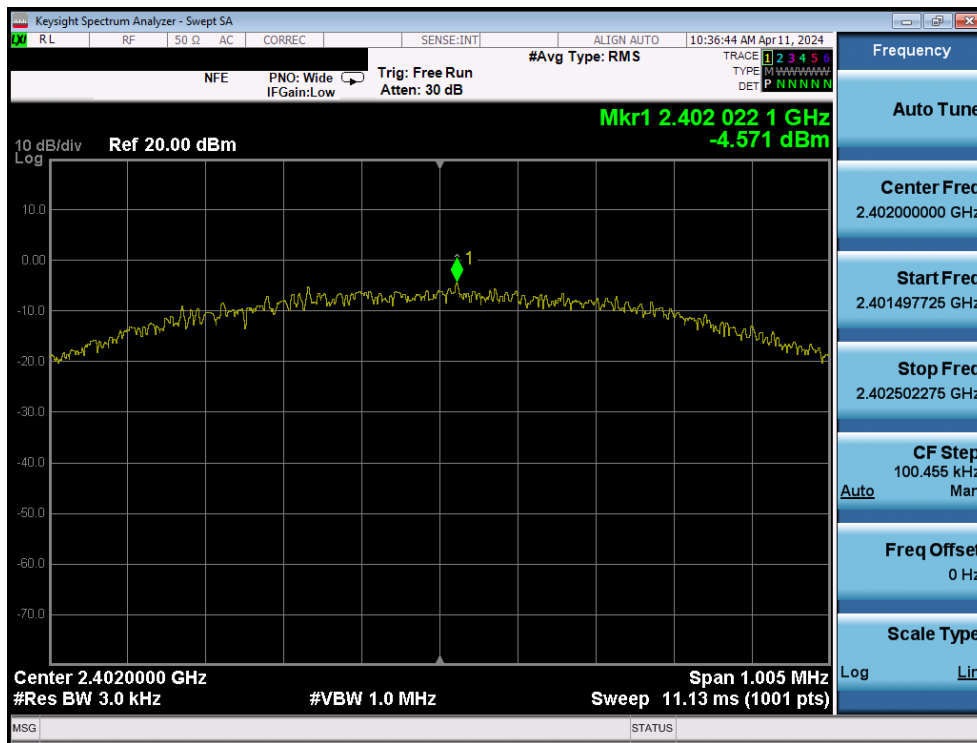 Keysight Spectrum Analyzer - Swept SA
LXI RL RF 50 Ω AC CORREC SENSE:INT ALIGN AUTO 10:36:44 AM Apr 11, 2024
#Avg Type: RMS
TRACE 1 2 3 4 5 6
NFE PNO: Wide Trig: Free Run
TYPE M W W W W W
IFGain:Low Atten: 30 dB
DET P N N N N N
Mkr1 2.402 022 1 GHz
-4.571 dBm
10 dB/div Ref 20.00 dBm
Log
10.0
0.00
-10.0
-20.0
-30.0
-40.0
-50.0
-60.0
-70.0
1
Center 2.4020000 GHz Span 1.005 MHz
#Res BW 3.0 kHz #VBW 1.0 MHz Sweep 11.13 ms (1001 pts)
MSG STATUS
Frequency
Auto Tune
Center Freq
2.402000000 GHz
Start Freq
2.401497725 GHz
Stop Freq
2.402502275 GHz
CF Step
100.455 kHz
Auto Man
Freq Offset
0 Hz
Scale Type
Log Lin